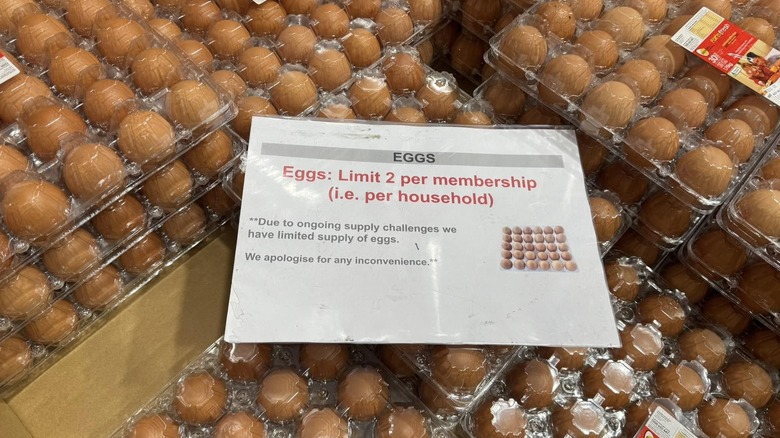 EGGS
Eggs: Limit 2 per membership
(i.e. per household)
**Due to ongoing supply challenges we
have limited supply of eggs.
We apologise for any inconvenience.**